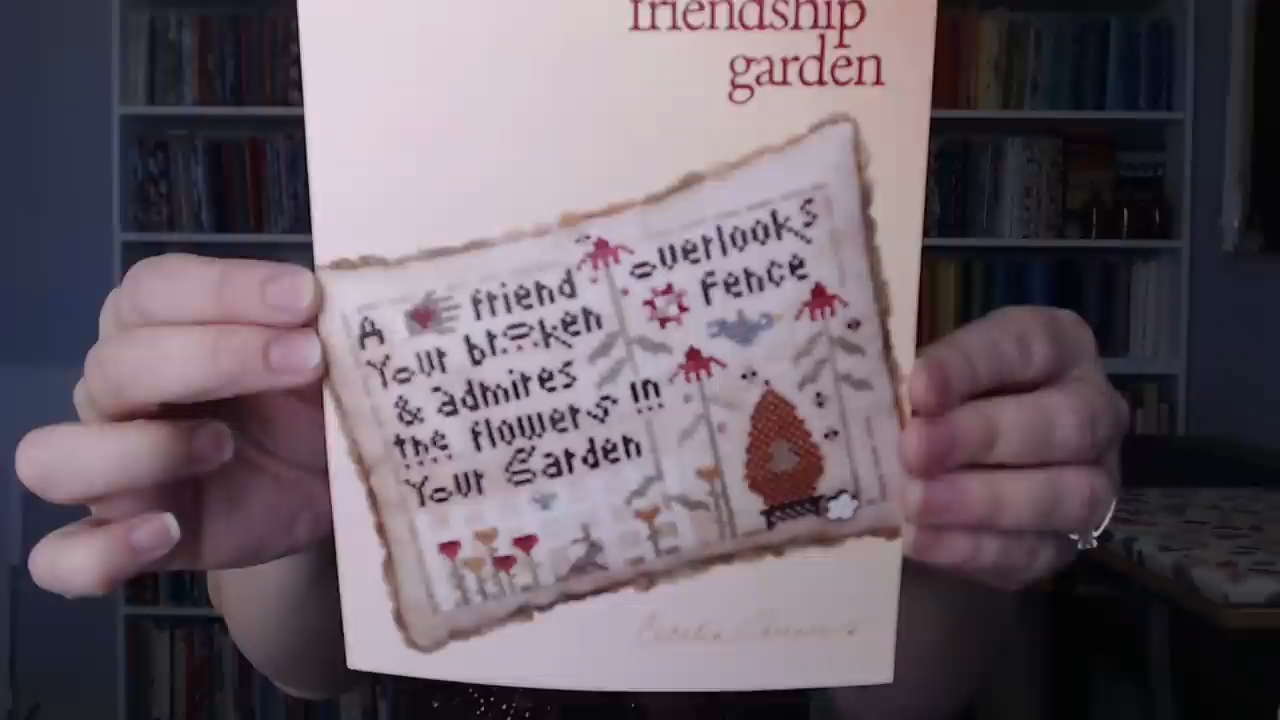 friendship
garden
A friend overlooks
Your broken fence
& admires
the flowers in
Your Garden